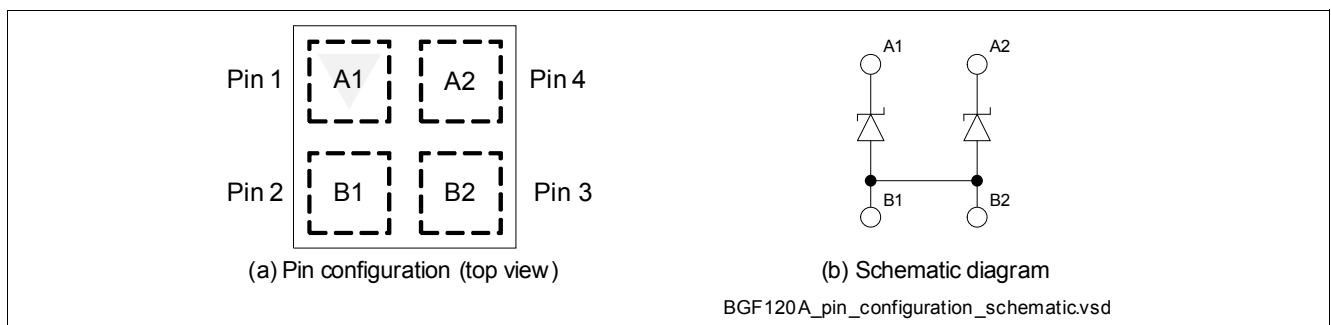 Pin 1 A1 A2 Pin 4
Pin 2 B1 B2 Pin 3
(a) Pin configuration (top view)
A1 A2
B1 B2
(b) Schematic diagram
BGF120A_pin_configuration_schematic.vsd